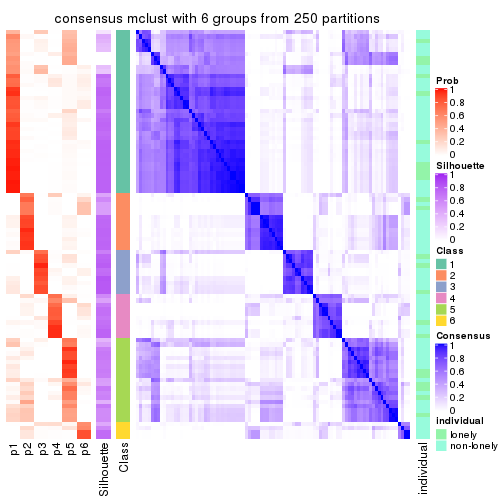 consensus mclust with 6 groups from 250 partitions
Prob
1
0.8
0.6
0.4
0.2
0
Silhouette
1
0.8
0.6
0.4
0.2
0
Class
1
2
3
4
5
6
Consensus
1
0.8
0.6
0.4
0.2
0
individual
lonely
non-lonely
p1
p2
p3
p4
p5
p6
Silhouette
Class
individual